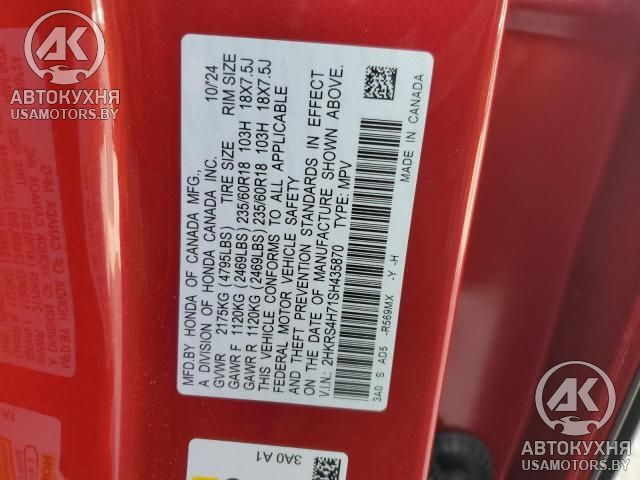 MFD.BY HONDA OF CANADA MFG., 10/24
A DIVISION OF HONDA CANADA INC.
GVWR 2175KG (4795LBS) TIRE SIZE RIM SIZE
GAWR F 1120KG (2469LBS) 235/60R18 103H 18X7.5J
GAWR R 1120KG (2469LBS) 235/60R18 103H 18X7.5J
THIS VEHICLE CONFORMS TO ALL APPLICABLE
FEDERAL MOTOR VEHICLE SAFETY
AND THEFT PREVENTION STANDARDS IN EFFECT
ON THE DATE OF MANUFACTURE SHOWN ABOVE.
V.I.N.: 2HKRS4H71SH435870 TYPE: MPV
3A0 S AD5 -R569MX -Y -H
MADE IN CANADA
3A0 A1
АК
АВТОКУХНЯ
USAMOTORS.BY
АК
АВТОКУХНЯ
USAMOTORS.BY